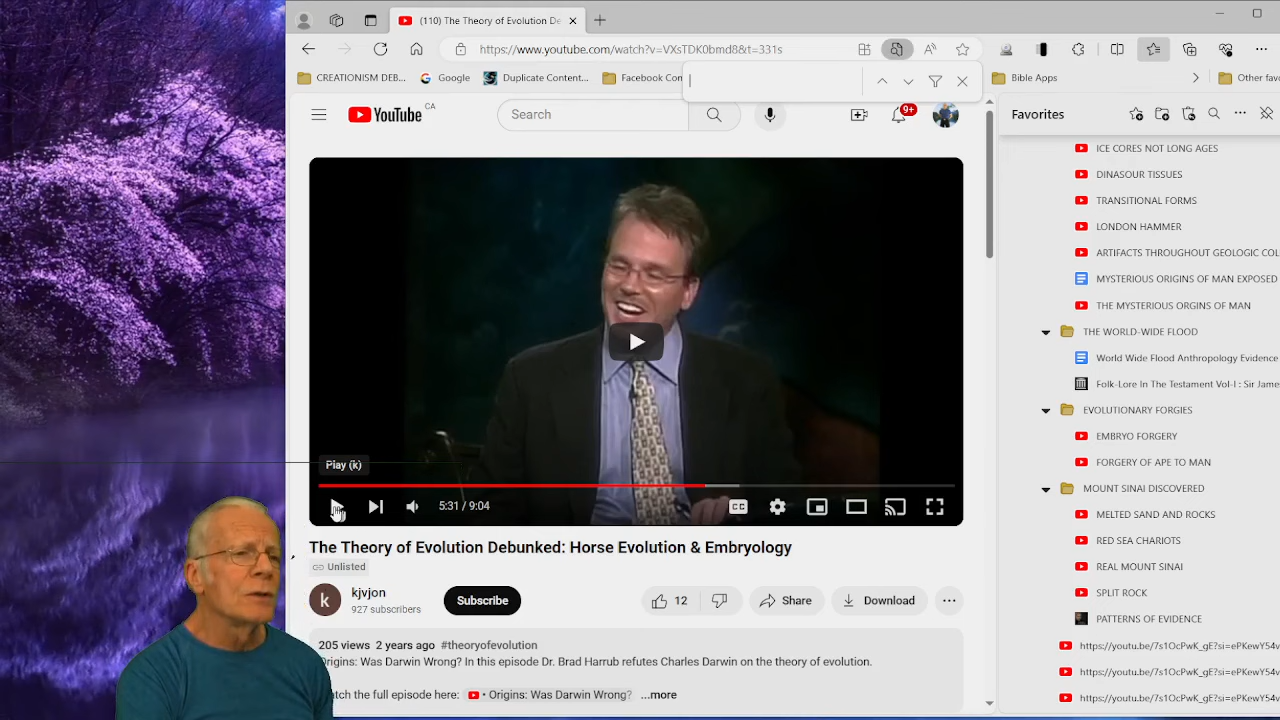 (110) The Theory of Evolution De
https://www.youtube.com/watch?v=VXsTDK0bmd8&t=331s
CREATIONISM DEB...
Google
Duplicate Content...
Facebook Con
Bible Apps
Other favo
YouTube
CA
Search
9+
Favorites
ICE CORES NOT LONG AGES
DINASOUR TISSUES
TRANSITIONAL FORMS
LONDON HAMMER
ARTIFACTS THROUGHOUT GEOLOGIC COL
MYSTERIOUS ORIGINS OF MAN EXPOSED
THE MYSTERIOUS ORGINS OF MAN
THE WORLD-WIDE FLOOD
World Wide Flood Anthropology Evidence
Folk-Lore In The Testament Vol-I : Sir Jame
EVOLUTIONARY FORGIES
EMBRYO FORGERY
FORGERY OF APE TO MAN
MOUNT SINAI DISCOVERED
MELTED SAND AND ROCKS
RED SEA CHARIOTS
REAL MOUNT SINAI
SPLIT ROCK
PATTERNS OF EVIDENCE
https://youtu.be/7s1OcPwK_gE?si=ePKewY54v
https://youtu.be/7s1OcPwK_gE?si=ePKewY54v
https://youtu.be/7s1OcPwK_gE?si=ePKewY54v
Play (k)
5:31 / 9:04
CC
The Theory of Evolution Debunked: Horse Evolution & Embryology
Unlisted
k
kjvjon
927 subscribers
Subscribe
12
Share
Download
205 views 2 years ago #theoryofevolution
Origins: Was Darwin Wrong? In this episode Dr. Brad Harrub refutes Charles Darwin on the theory of evolution.
atch the full episode here: • Origins: Was Darwin Wrong? ...more